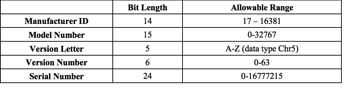 Bit Length Allowable Range
Manufacturer ID 14 17 – 16381
Model Number 15 0-32767
Version Letter 5 A-Z (data type Chr5)
Version Number 6 0-63
Serial Number 24 0-16777215